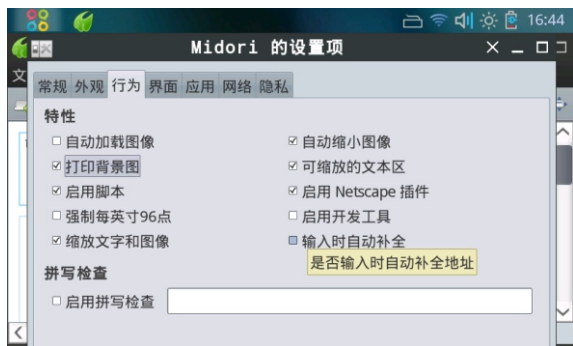 16:44
Midori 的设置项
文
常规 外观 行为 界面 应用 网络 隐私
特性
自动加载图像 自动缩小图像
打印背景图 可缩放的文本区
启用脚本 启用 Netscape 插件
强制每英寸96点 启用开发工具
缩放文字和图像 输入时自动补全
是否输入时自动补全地址
拼写检查
启用拼写检查